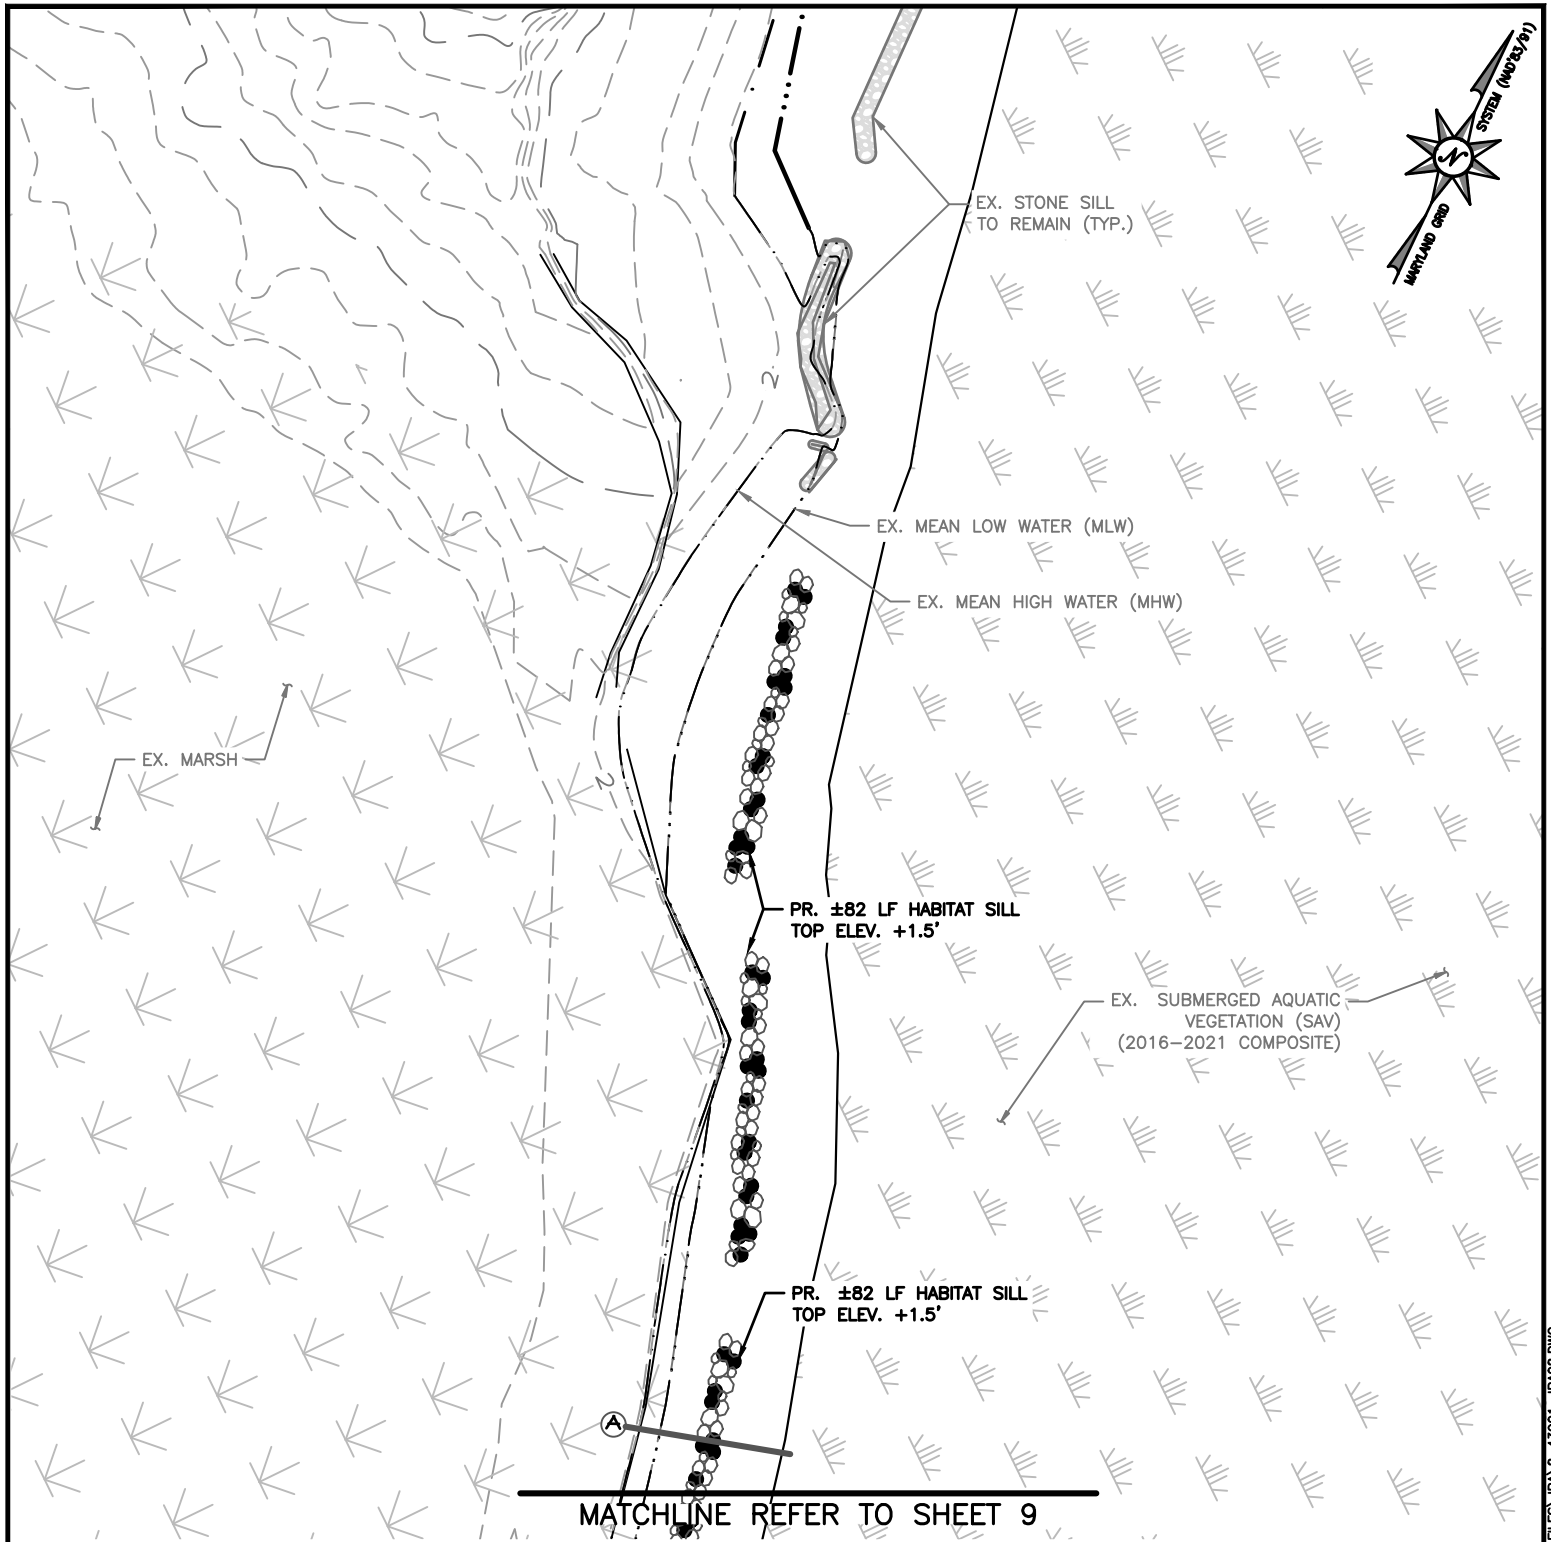 SYSTEM (NAD'83/91)
N
MARYLAND GRID
EX. STONE SILL
TO REMAIN (TYP.)
2
EX. MEAN LOW WATER (MLW)
EX. MEAN HIGH WATER (MHW)
EX. MARSH
2
PR. ±82 LF HABITAT SILL
TOP ELEV. +1.5'
EX. SUBMERGED AQUATIC
VEGETATION (SAV)
(2016-2021 COMPOSITE)
PR. ±82 LF HABITAT SILL
TOP ELEV. +1.5'
A
MATCHLINE REFER TO SHEET 9